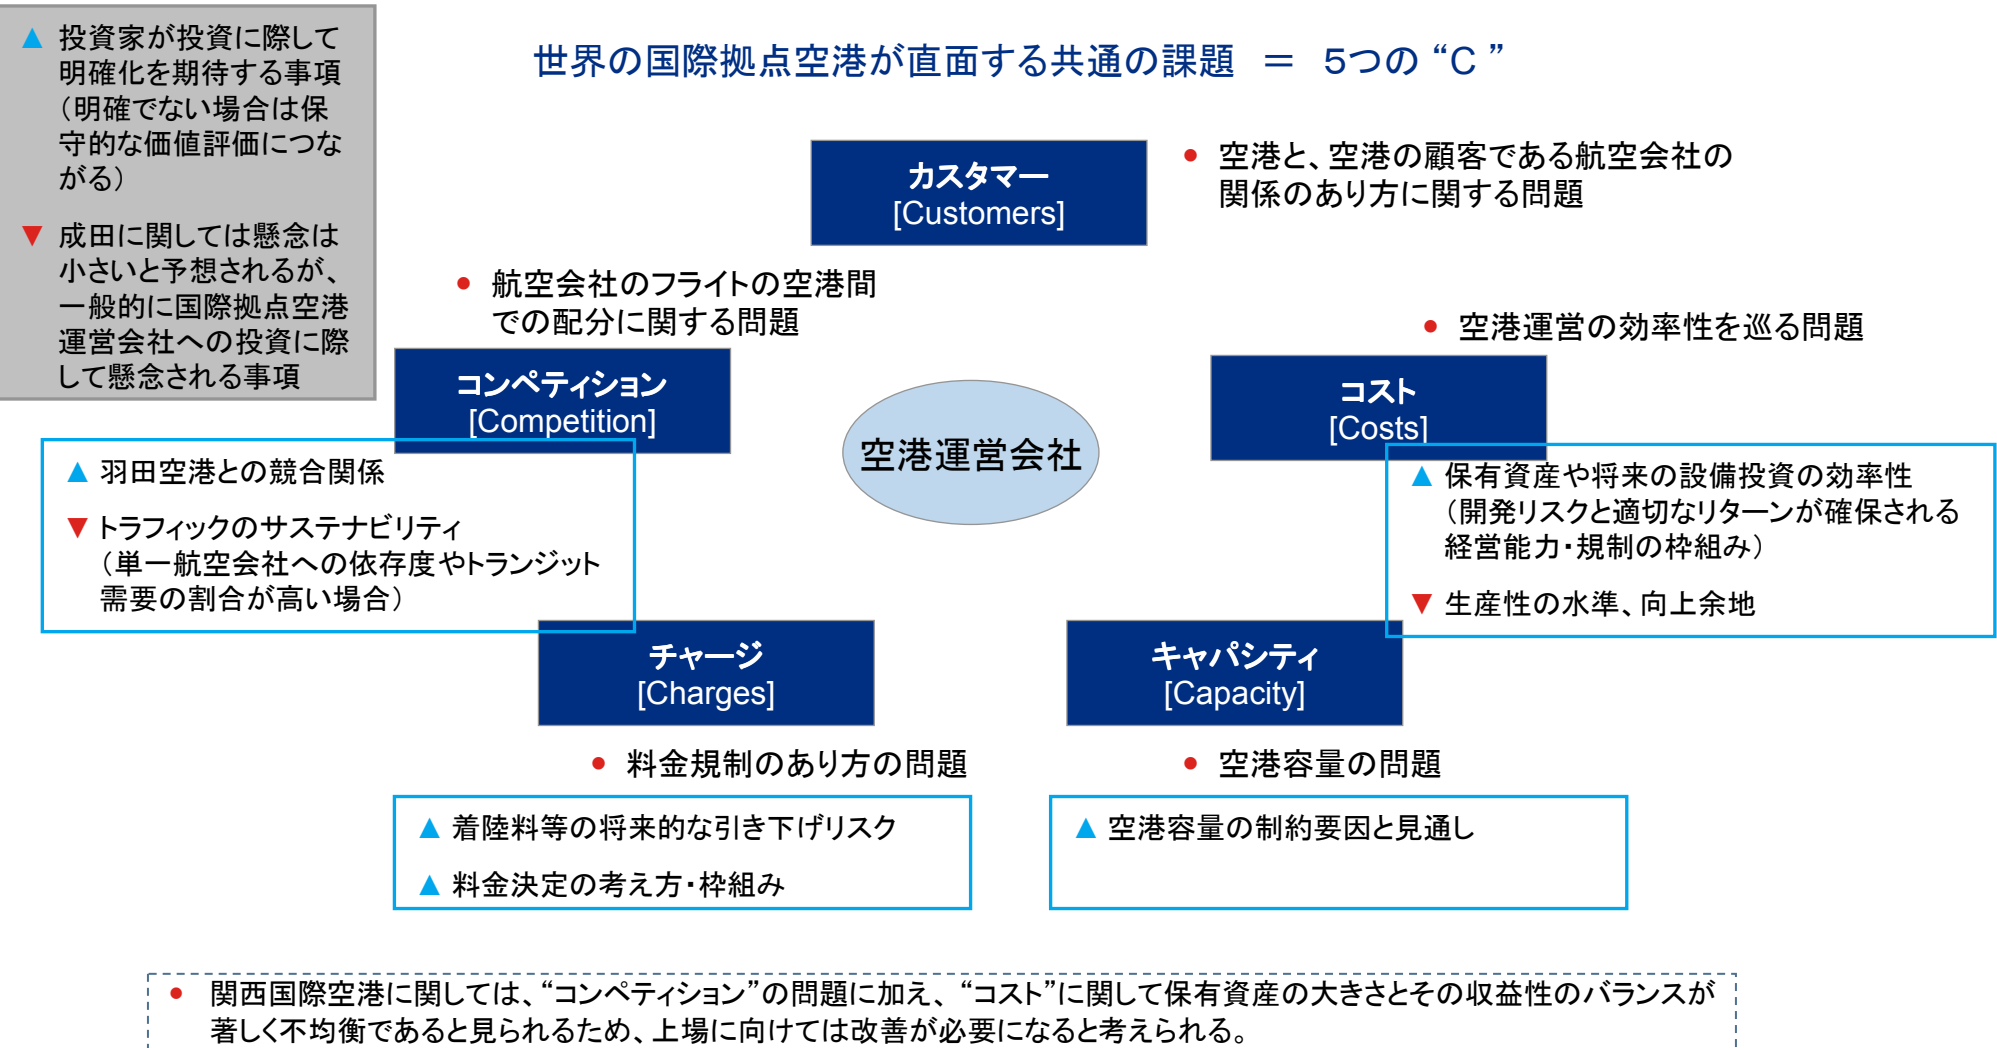 ▲ 投資家が投資に際して
明確化を期待する事項
（明確でない場合は保
守的な価値評価につな
がる）
▼ 成田に関しては懸念は
小さいと予想されるが、
一般的に国際拠点空港
運営会社への投資に際
して懸念される事項
世界の国際拠点空港が直面する共通の課題 ＝ 5つの “C ”
カスタマー
[Customers]
• 空港と、空港の顧客である航空会社の
関係のあり方に関する問題
• 航空会社のフライトの空港間
での配分に関する問題
コンペティション
[Competition]
▲ 羽田空港との競合関係
▼ トラフィックのサステナビリティ
（単一航空会社への依存度やトランジット
需要の割合が高い場合）
空港運営会社
• 空港運営の効率性を巡る問題
コスト
[Costs]
▲ 保有資産や将来の設備投資の効率性
（開発リスクと適切なリターンが確保される
経営能力・規制の枠組み）
▼ 生産性の水準、向上余地
チャージ
[Charges]
• 料金規制のあり方の問題
▲ 着陸料等の将来的な引き下げリスク
▲ 料金決定の考え方・枠組み
キャパシティ
[Capacity]
• 空港容量の問題
▲ 空港容量の制約要因と見通し
• 関西国際空港に関しては、“コンペティション”の問題に加え、 “コスト”に関して保有資産の大きさとその収益性のバランスが
著しく不均衡であると見られるため、上場に向けては改善が必要になると考えられる。